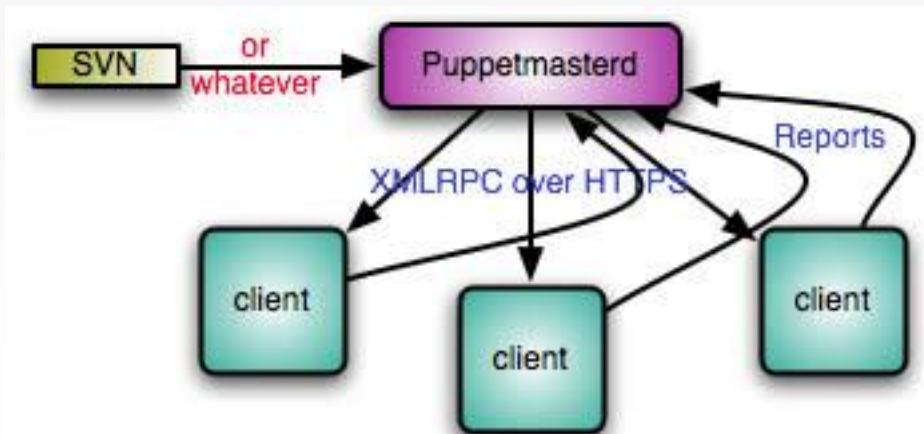 SVN
or
whatever
Puppetmasterd
Reports
XMLRPC over HTTPS
client
client
client